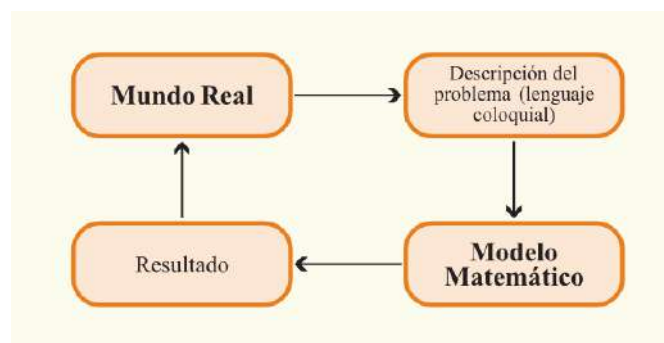 Mundo Real
Descripción del
problema (lenguaje
coloquial)
Resultado
Modelo
Matemático